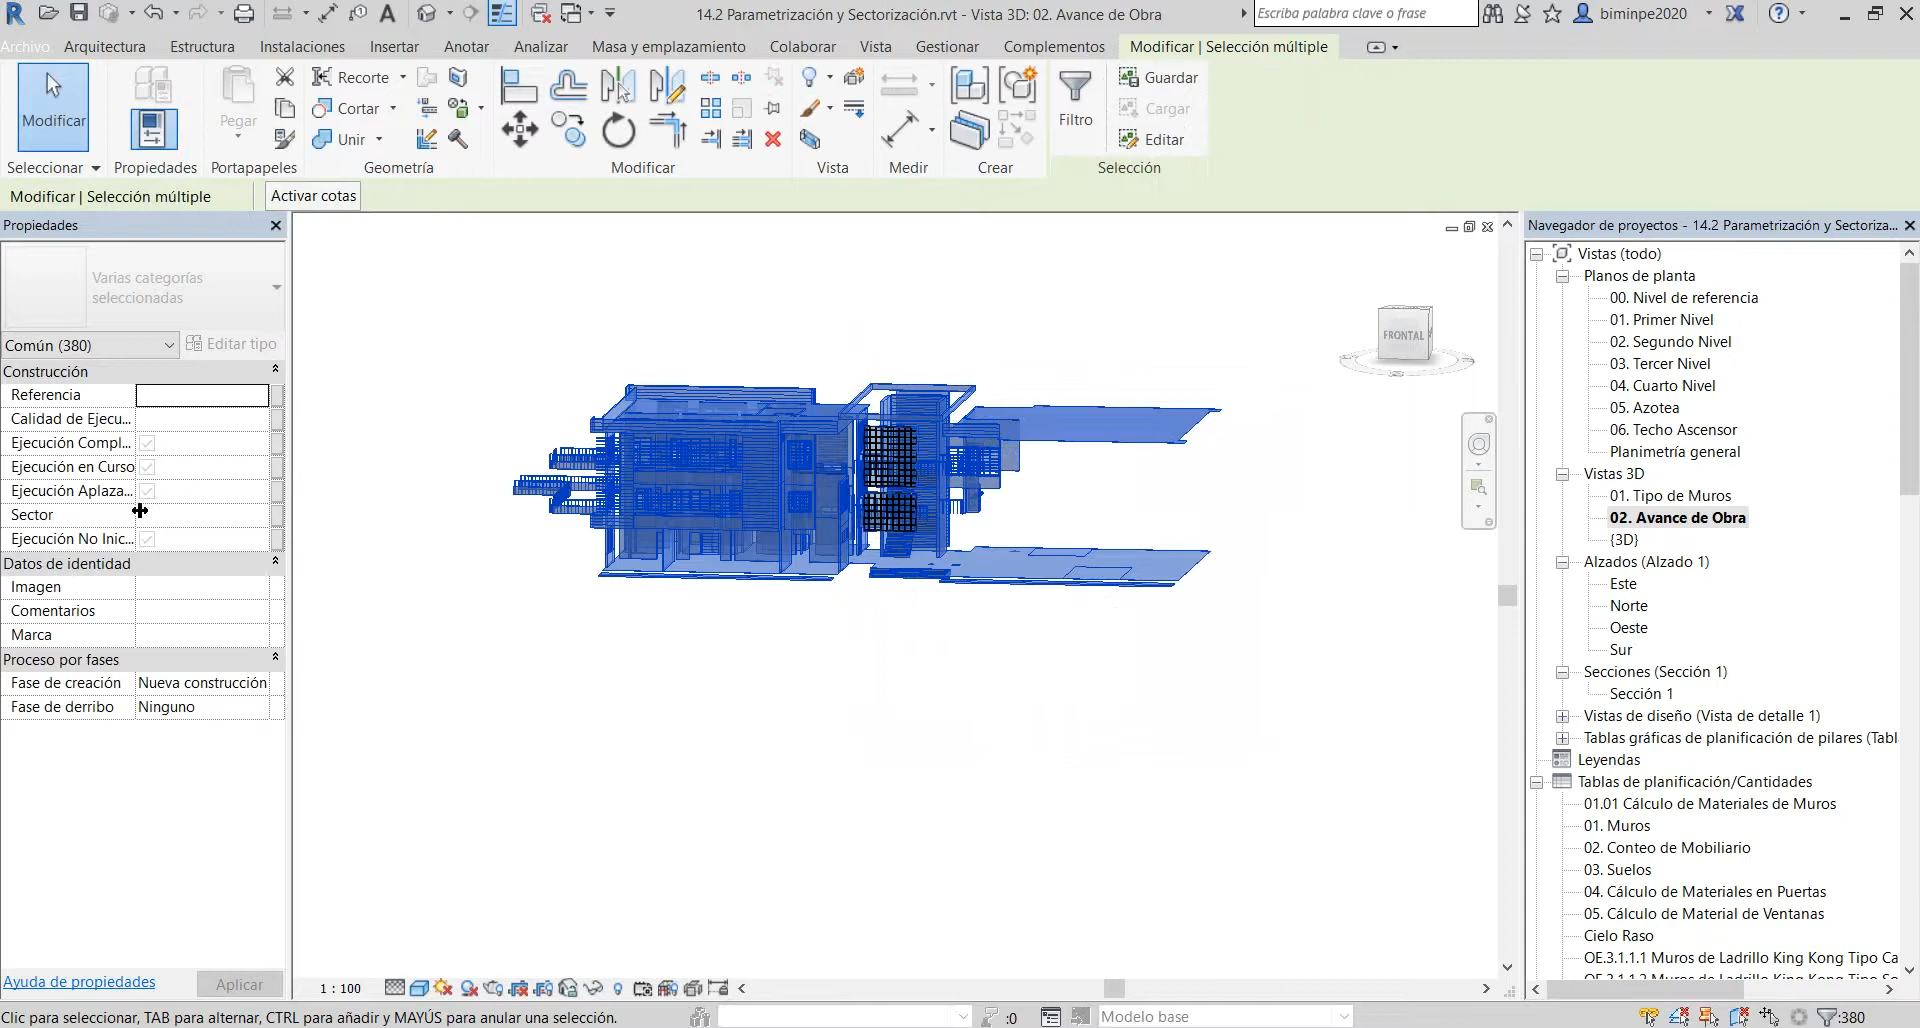 14.2 Parametrización y Sectorización.rvt - Vista 3D: 02. Avance de Obra
Escriba palabra clave o frase
biminpe2020
Archivo Arquitectura Estructura Instalaciones Insertar Anotar Analizar Masa y emplazamiento Colaborar Vista Gestionar Complementos Modificar | Selección múltiple
Modificar
Pegar
Recorte
Cortar
Unir
Filtro
Guardar
Cargar
Editar
Seleccionar Propiedades Portapapeles Geometría Modificar Vista Medir Crear Selección
Modificar | Selección múltiple Activar cotas
Propiedades
Varias categorías
seleccionadas
Común (380) Editar tipo
Construcción
Referencia
Calidad de Ejecu...
Ejecución Compl...
Ejecución en Curso
Ejecución Aplaza...
Sector
Ejecución No Inic...
Datos de identidad
Imagen
Comentarios
Marca
Proceso por fases
Fase de creación Nueva construcción
Fase de derribo Ninguno
Ayuda de propiedades Aplicar
FRONTAL
1 : 100
Navegador de proyectos - 14.2 Parametrización y Sectoriza...
Vistas (todo)
Planos de planta
00. Nivel de referencia
01. Primer Nivel
02. Segundo Nivel
03. Tercer Nivel
04. Cuarto Nivel
05. Azotea
06. Techo Ascensor
Planimetría general
Vistas 3D
01. Tipo de Muros
02. Avance de Obra
{3D}
Alzados (Alzado 1)
Este
Norte
Oeste
Sur
Secciones (Sección 1)
Sección 1
Vistas de diseño (Vista de detalle 1)
Tablas gráficas de planificación de pilares (Tabl
Leyendas
Tablas de planificación/Cantidades
01.01 Cálculo de Materiales de Muros
01. Muros
02. Conteo de Mobiliario
03. Suelos
04. Cálculo de Materiales en Puertas
05. Cálculo de Material de Ventanas
Cielo Raso
OE.3.1.1.1 Muros de Ladrillo King Kong Tipo Ca
OE.3.1.1.2 Muros de Ladrillo King Kong Tipo So
Clic para seleccionar, TAB para alternar, CTRL para añadir y MAYÚS para anular una selección.
:0
Modelo base
:380